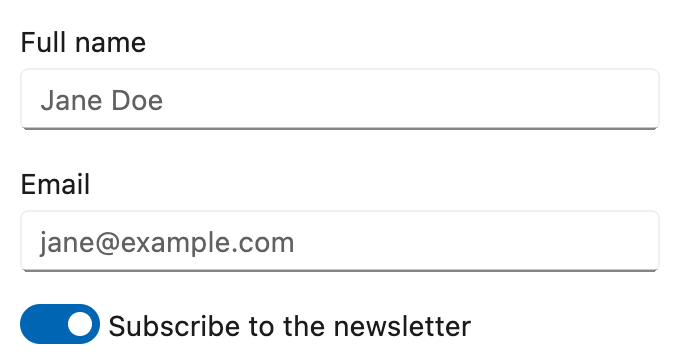 Full name
Jane Doe
Email
jane@example.com
Subscribe to the newsletter